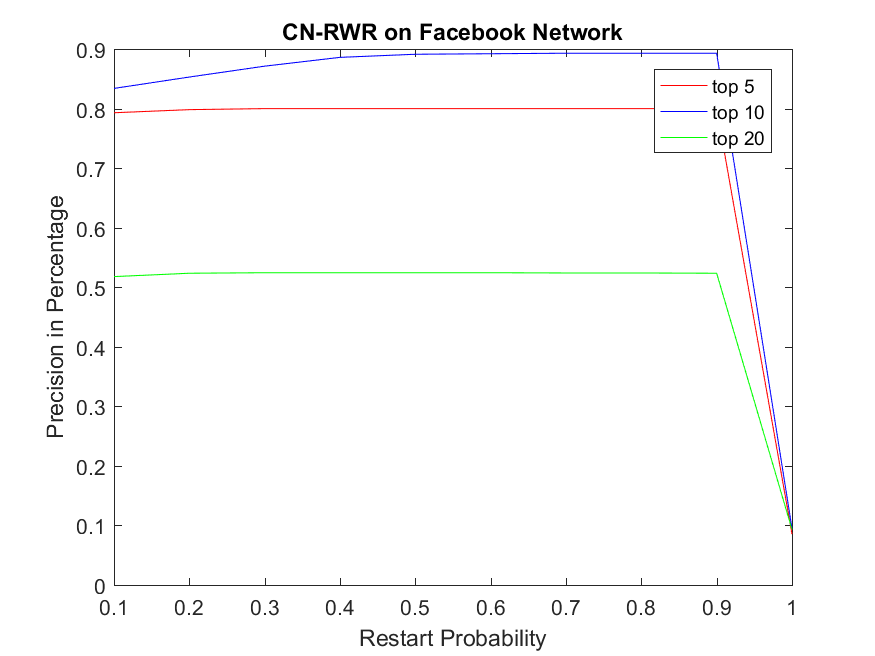 CN-RWR on Facebook Network
Precision in Percentage
0.9
0.8
0.7
0.6
0.5
0.4
0.3
0.2
0.1
0
top 5
top 10
top 20
0.1 0.2 0.3 0.4 0.5 0.6 0.7 0.8 0.9 1
Restart Probability